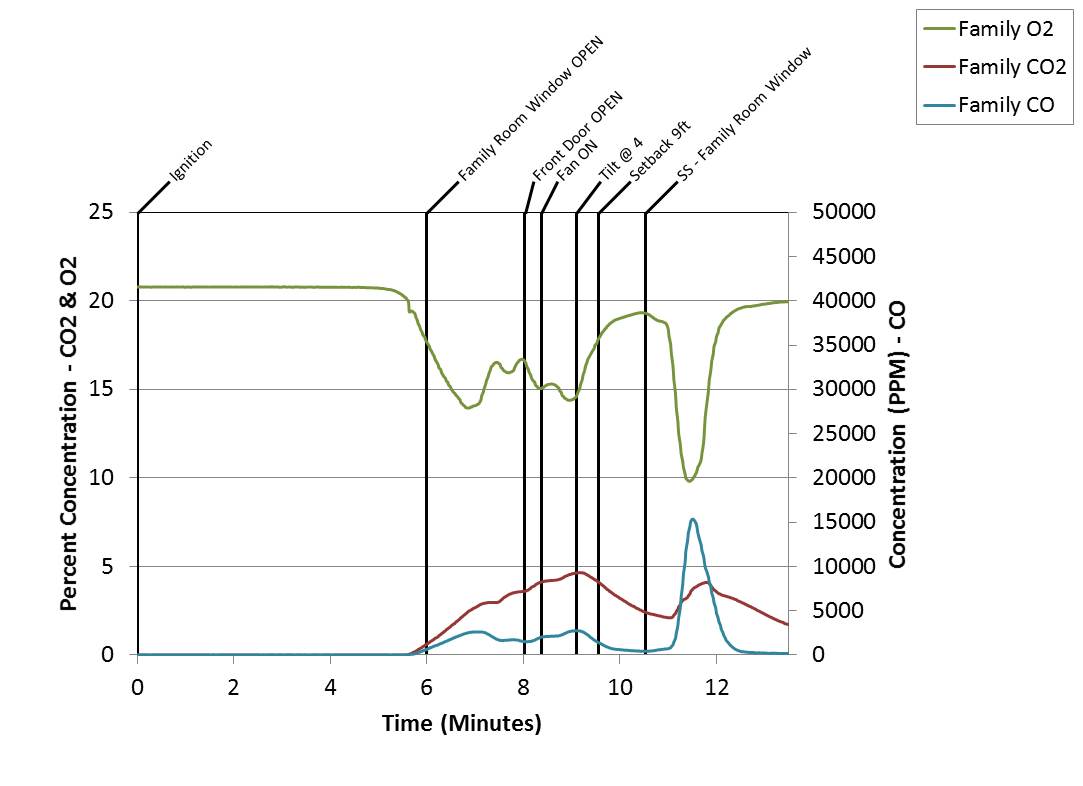 Family O2
Family CO2
Family CO
Ignition
Family Room Window OPEN
Front Door OPEN
Fan ON
Tilt @ 4
Setback 9ft
SS - Family Room Window
Percent Concentration - CO2 & O2
25
20
15
10
5
0
50000
45000
40000
35000
30000
25000
20000
15000
10000
5000
0
Concentration (PPM) - CO
0 2 4 6 8 10 12
Time (Minutes)